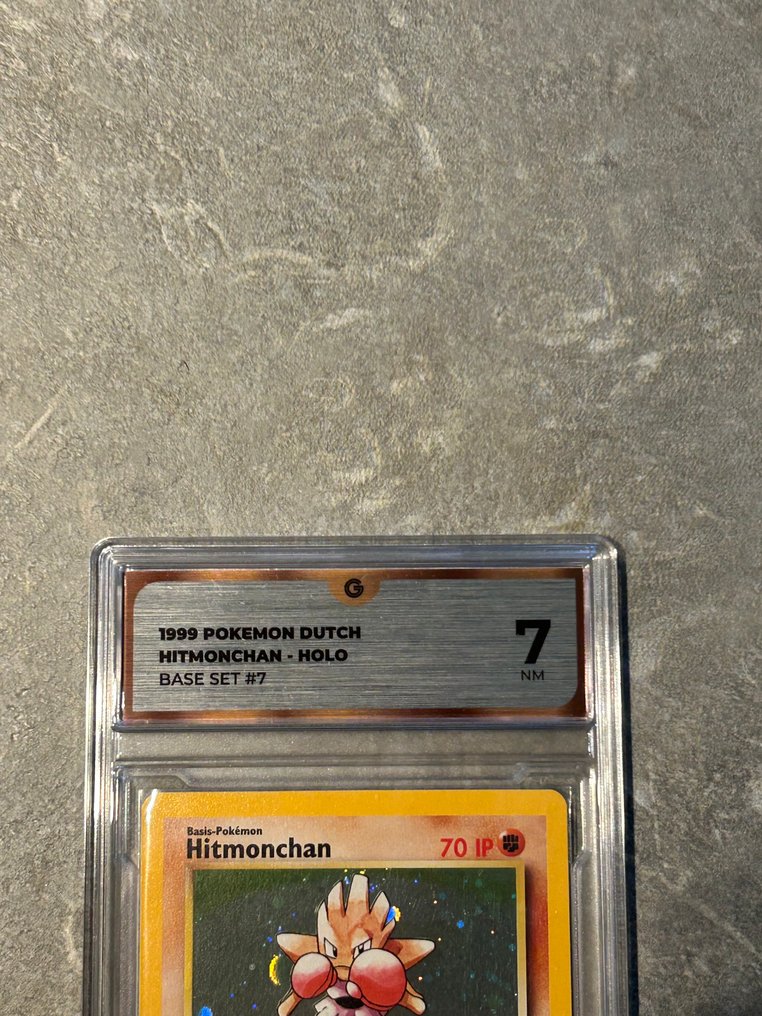 G
1999 POKEMON DUTCH
HITMONCHAN - HOLO
BASE SET #7
7
NM
Basis-Pokémon
Hitmonchan
70 IP